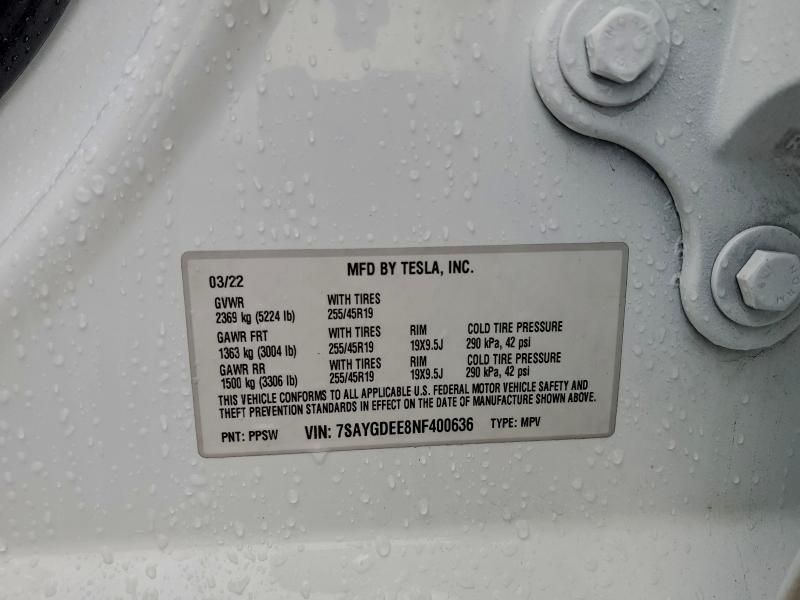 MFD BY TESLA, INC.
03/22
GVWR WITH TIRES
2369 kg (5224 lb) 255/45R19
GAWR FRT WITH TIRES RIM COLD TIRE PRESSURE
1363 kg (3004 lb) 255/45R19 19X9.5J 290 kPa, 42 psi
GAWR RR WITH TIRES RIM COLD TIRE PRESSURE
1500 kg (3306 lb) 255/45R19 19X9.5J 290 kPa, 42 psi
THIS VEHICLE CONFORMS TO ALL APPLICABLE U.S. FEDERAL MOTOR VEHICLE SAFETY AND
THEFT PREVENTION STANDARDS IN EFFECT ON THE DATE OF MANUFACTURE SHOWN ABOVE.
PNT: PPSW VIN: 7SAYGDEE8NF400636 TYPE: MPV